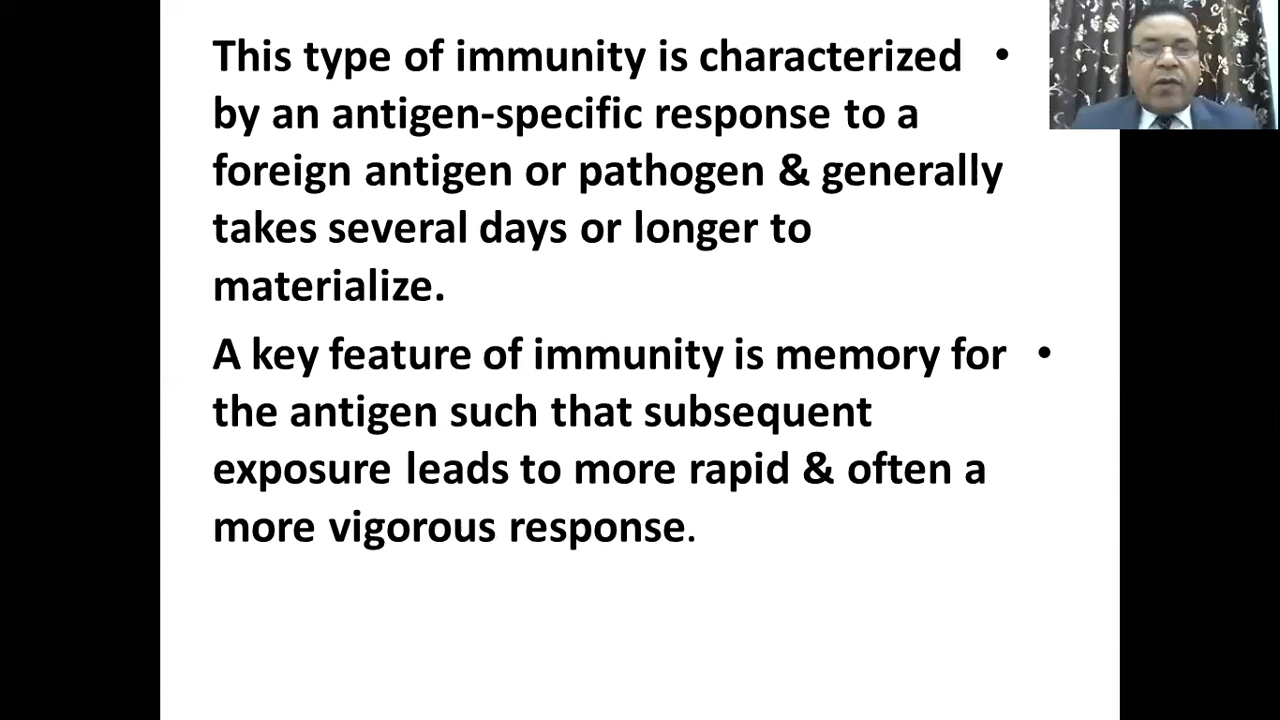 This type of immunity is characterized •
by an antigen-specific response to a
foreign antigen or pathogen & generally
takes several days or longer to
materialize.
A key feature of immunity is memory for •
the antigen such that subsequent
exposure leads to more rapid & often a
more vigorous response.